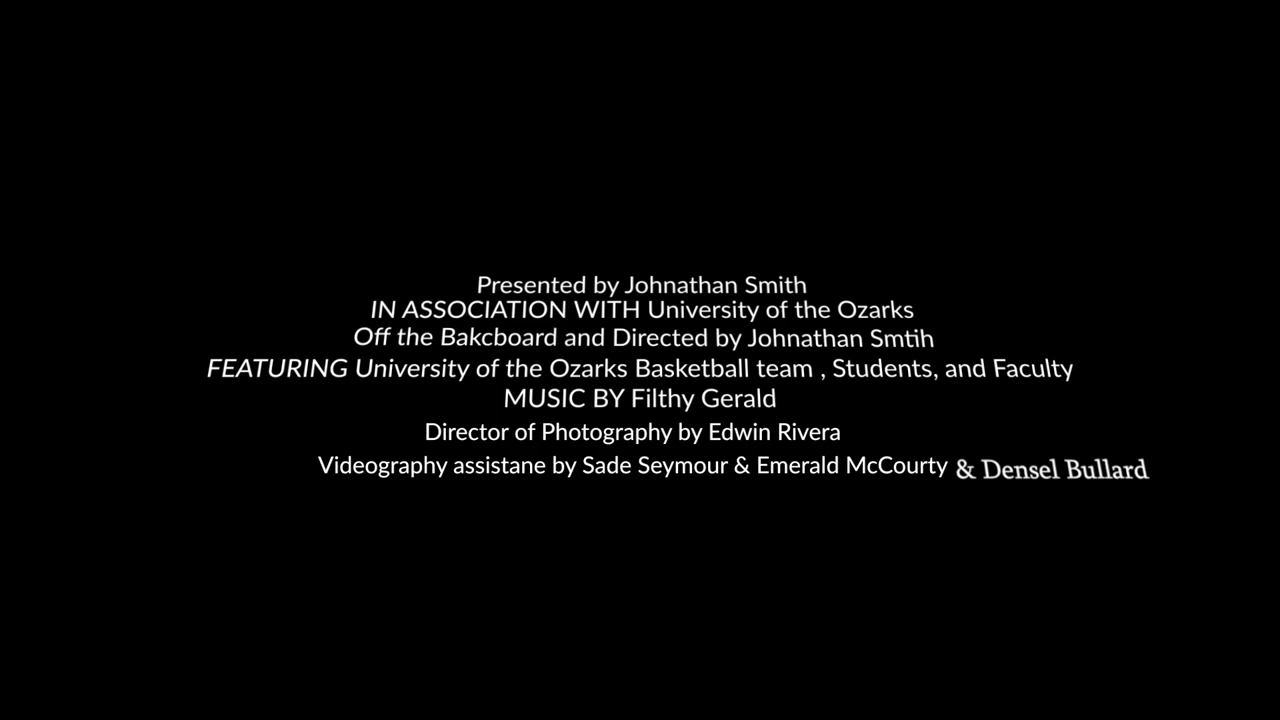 Presented by Johnathan Smith
IN ASSOCIATION WITH University of the Ozarks
Off the Bakcboard and Directed by Johnathan Smtih
FEATURING University of the Ozarks Basketball team , Students, and Faculty
MUSIC BY Filthy Gerald
Director of Photography by Edwin Rivera
Videography assistane by Sade Seymour & Emerald McCourty & Densel Bullard